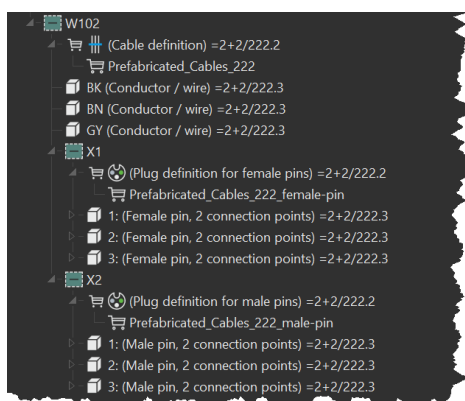 W102
(Cable definition) =2+2/222.2
Prefabricated_Cables_222
BK (Conductor / wire) =2+2/222.3
BN (Conductor / wire) =2+2/222.3
GY (Conductor / wire) =2+2/222.3
X1
(Plug definition for female pins) =2+2/222.2
Prefabricated_Cables_222_female-pin
1: (Female pin, 2 connection points) =2+2/222.3
2: (Female pin, 2 connection points) =2+2/222.3
3: (Female pin, 2 connection points) =2+2/222.3
X2
(Plug definition for male pins) =2+2/222.2
Prefabricated_Cables_222_male-pin
1: (Male pin, 2 connection points) =2+2/222.3
2: (Male pin, 2 connection points) =2+2/222.3
3: (Male pin, 2 connection points) =2+2/222.3